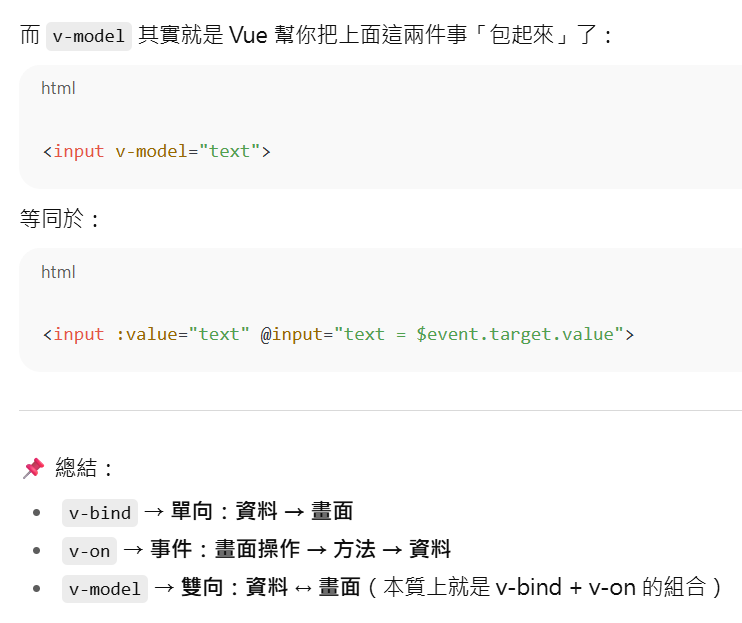 而 v-model 其實就是 Vue 幫你把上面這兩件事「包起來」了：
html
<input v-model="text">
等同於：
html
<input :value="text" @input="text = $event.target.value">
📌 總結：
• v-bind → 單向：資料 → 畫面
• v-on → 事件：畫面操作 → 方法 → 資料
• v-model → 雙向：資料 ↔ 畫面（本質上就是 v-bind + v-on 的組合）